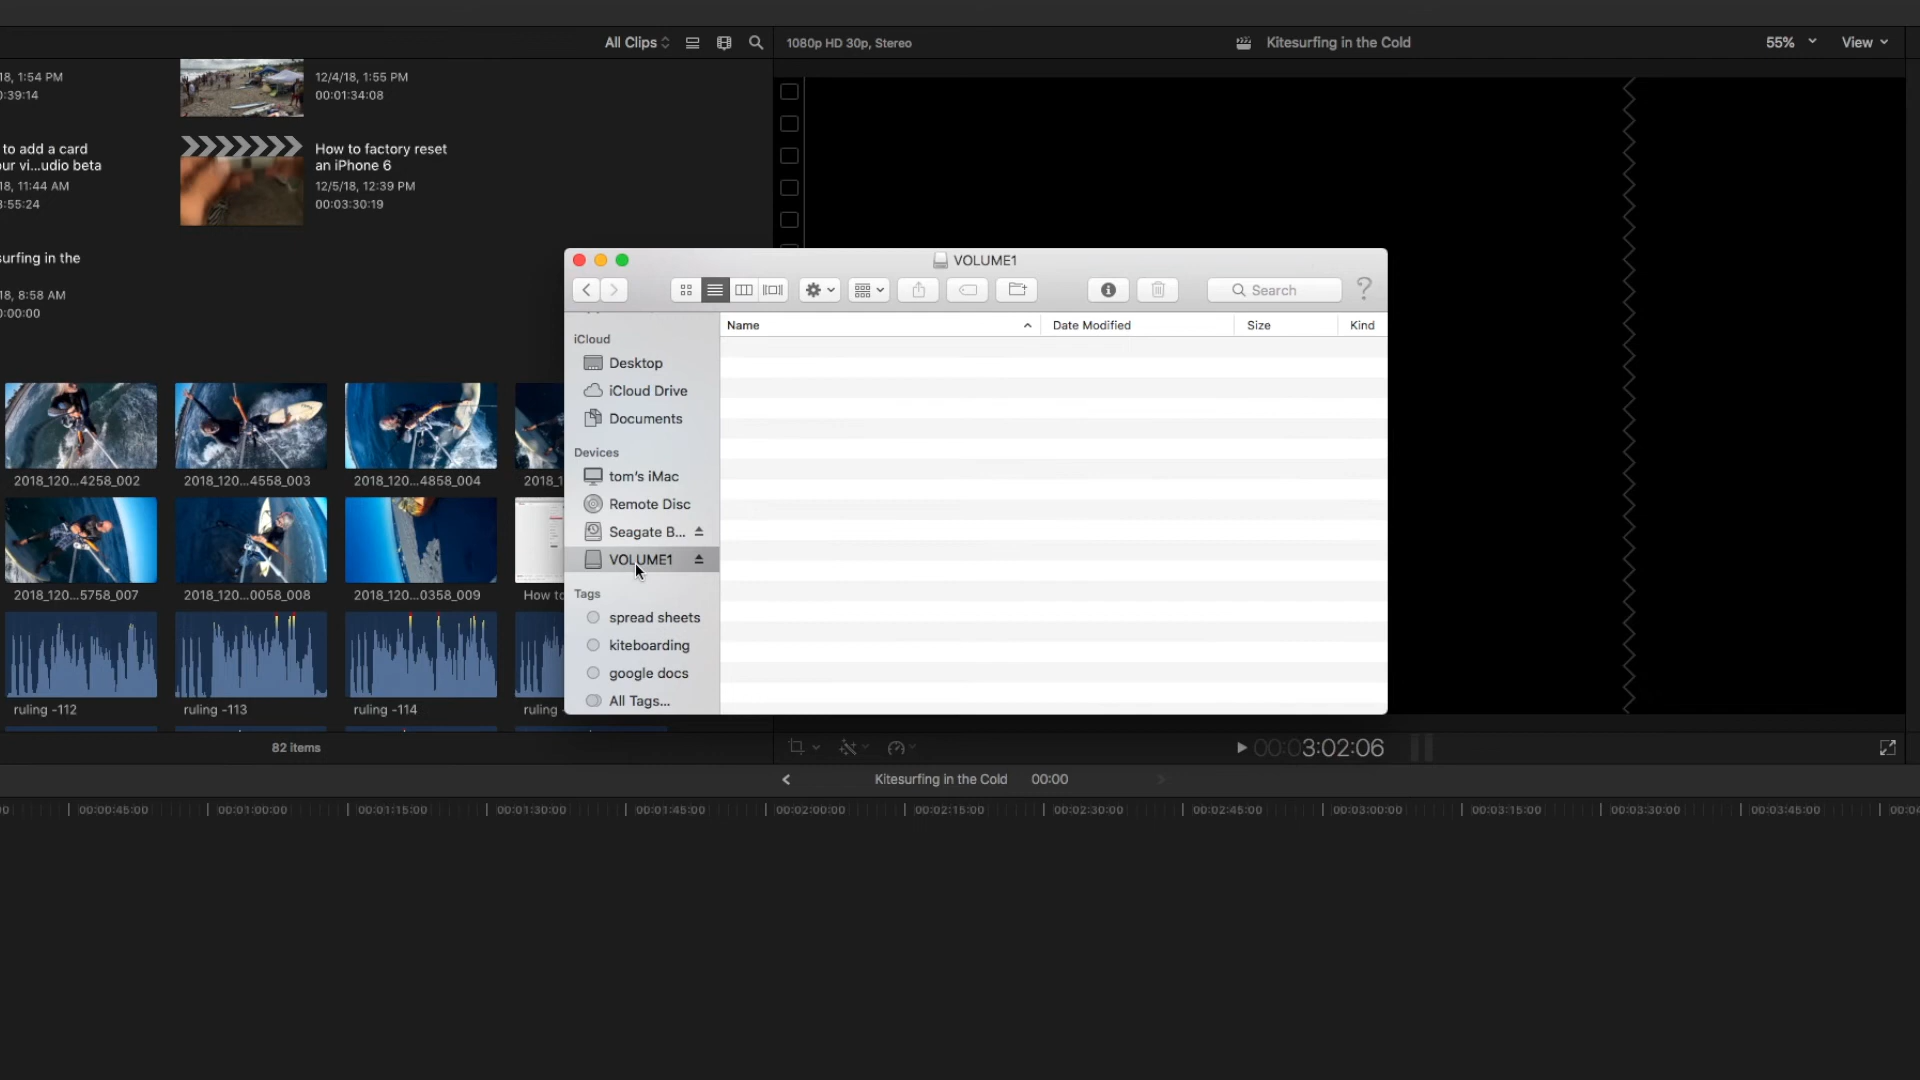 All Clips
1080p HD 30p, Stereo
Kitesurfing in the Cold
55%
View
18, 1:54 PM
0:39:14
12/4/18, 1:55 PM
00:01:34:08
to add a card
our vi...udio beta
18, 11:44 AM
3:55:24
How to factory reset
an iPhone 6
12/5/18, 12:39 PM
00:03:30:19
surfing in the
18, 8:58 AM
0:00:00
2018_120...4258_002
2018_120...4558_003
2018_120...4858_004
2018_1
2018_120...5758_007
2018_120...0058_008
2018_120...0358_009
How to
ruling -112
ruling -113
ruling -114
ruling -
82 items
VOLUME1
Search
?
Name
Date Modified
Size
Kind
iCloud
Desktop
iCloud Drive
Documents
Devices
tom's iMac
Remote Disc
Seagate B...
VOLUME1
Tags
spread sheets
kiteboarding
google docs
All Tags...
00:03:02:06
Kitesurfing in the Cold 00:00
00:00:45:00
00:01:00:00
00:01:15:00
00:01:30:00
00:01:45:00
00:02:00:00
00:02:15:00
00:02:30:00
00:02:45:00
00:03:00:00
00:03:15:00
00:03:30:00
00:03:45:00
00:0